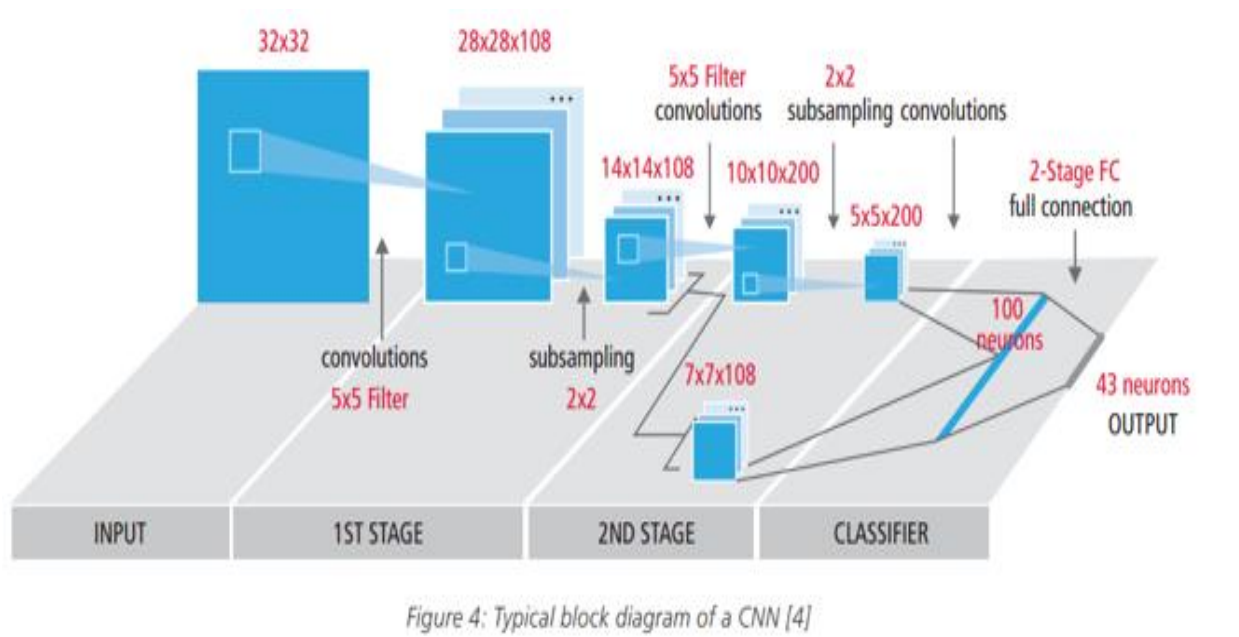 32x32
28x28x108
5x5 Filter
convolutions
2x2
subsampling
convolutions
14x14x108
10x10x200
5x5x200
2-Stage FC
full connection
convolutions
5x5 Filter
subsampling
2x2
7x7x108
100
neurons
43 neurons
OUTPUT
INPUT
1ST STAGE
2ND STAGE
CLASSIFIER
Figure 4: Typical block diagram of a CNN [4]